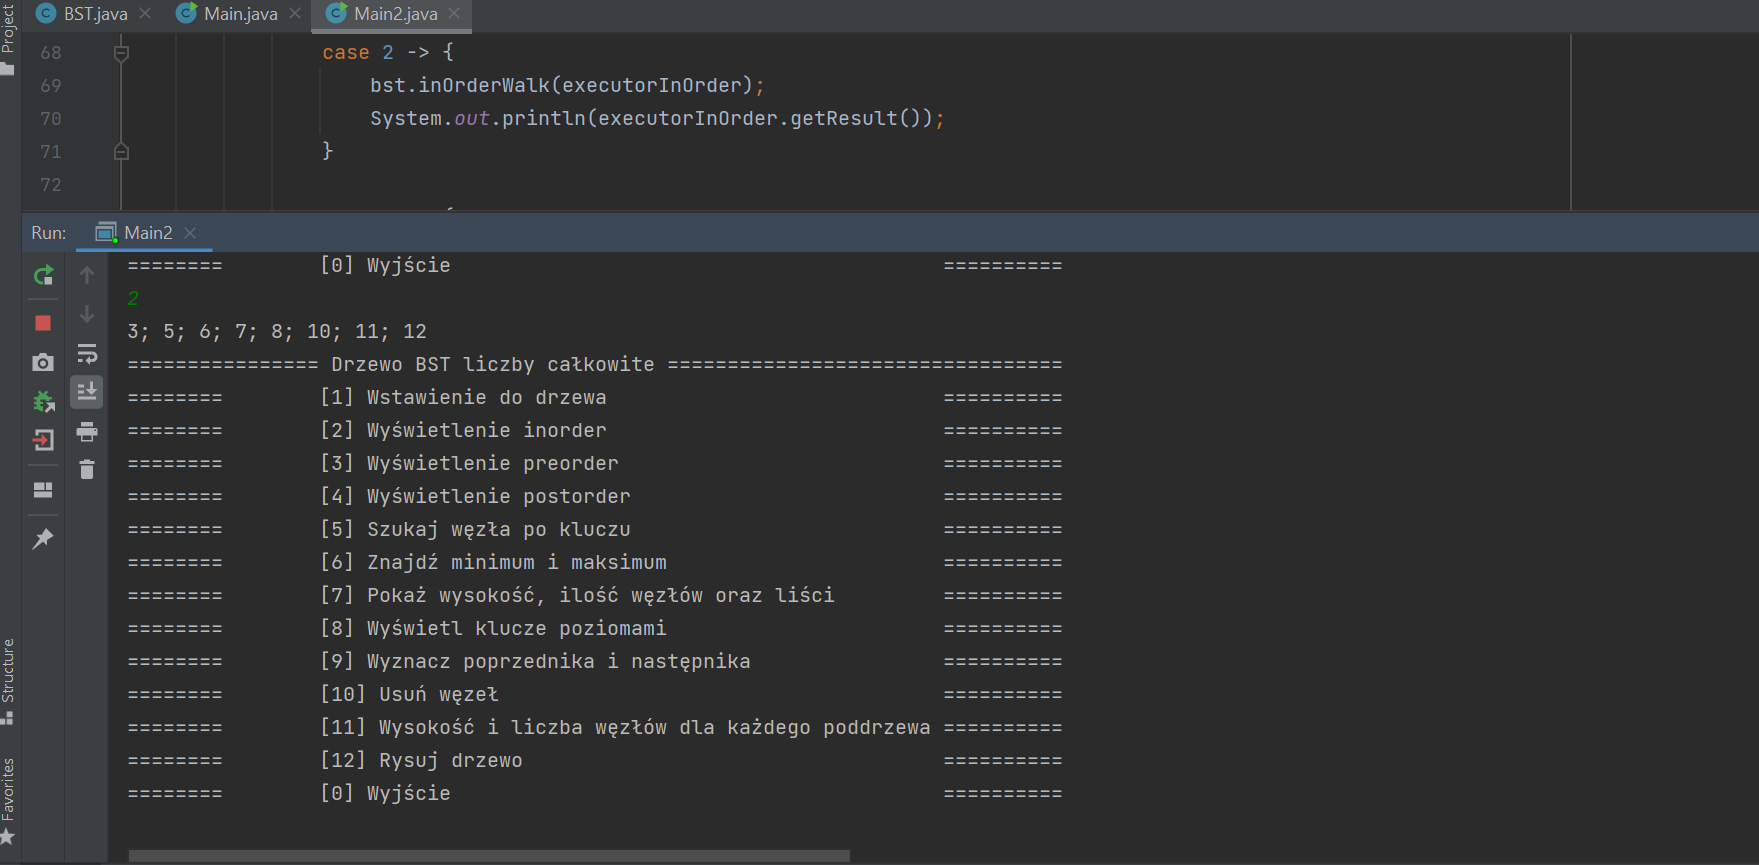 Project
BST.java
Main.java
Main2.java
68 case 2 -> {
69 bst.inOrderWalk(executorInOrder);
70 System.out.println(executorInOrder.getResult());
71 }
72
Run: Main2
======== [0] Wyjście ==========
2
3; 5; 6; 7; 8; 10; 11; 12
================ Drzewo BST liczby całkowite =================================
======== [1] Wstawienie do drzewa ==========
======== [2] Wyświetlenie inorder ==========
======== [3] Wyświetlenie preorder ==========
======== [4] Wyświetlenie postorder ==========
======== [5] Szukaj węzła po kluczu ==========
======== [6] Znajdź minimum i maksimum ==========
======== [7] Pokaż wysokość, ilość węzłów oraz liści ==========
======== [8] Wyświetl klucze poziomami ==========
======== [9] Wyznacz poprzednika i następnika ==========
======== [10] Usuń węzeł ==========
======== [11] Wysokość i liczba węzłów dla każdego poddrzewa ==========
======== [12] Rysuj drzewo ==========
======== [0] Wyjście ==========
Structure
Favorites